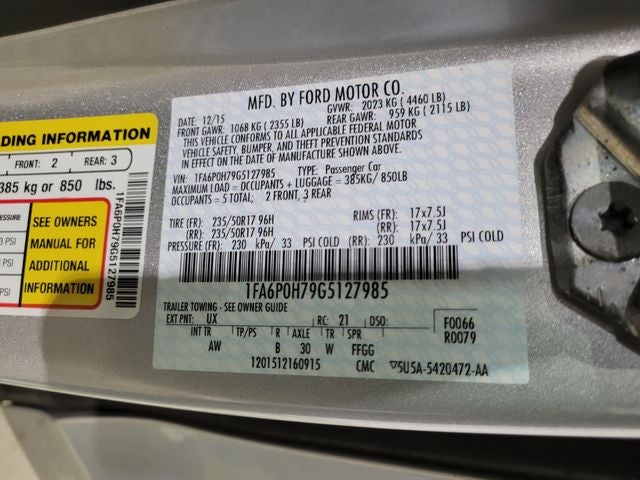 DING INFORMATION
FRONT: 2 REAR: 3
385 kg or 850 lbs.
SEE OWNERS
MANUAL FOR
ADDITIONAL
INFORMATION
PSI
PSI
1FA6P0H79G5127985
MFD. BY FORD MOTOR CO.
DATE: 12/15 GVWR: 2023 KG ( 4460 LB)
FRONT GAWR: 1068 KG ( 2355 LB) REAR GAWR: 959 KG ( 2115 LB)
THIS VEHICLE CONFORMS TO ALL APPLICABLE FEDERAL MOTOR
VEHICLE SAFETY, BUMPER, AND THEFT PREVENTION STANDARDS
IN EFFECT ON THE DATE OF MANUFACTURE SHOWN ABOVE.
VIN: 1FA6P0H79G5127985 TYPE: Passenger Car
MAXIMUM LOAD = OCCUPANTS + LUGGAGE = 385KG/ 850LB
OCCUPANTS = 5 TOTAL; 2 FRONT, 3 REAR
TIRE (FR): 235/50R17 96H RIMS (FR): 17x7.5J
(RR): 235/50R17 96H (RR): 17x7.5J
PRESSURE (FR): 230 kPa/ 33 PSI COLD (RR): 230 kPa/ 33 PSI COLD
1FA6P0H79G5127985
TRAILER TOWING - SEE OWNER GUIDE
EXT PNT: UX RC: 21 DSO: F0066
R0079
INT TR TP/PS R AXLE TR SPR
AW B 30 W FFGG
1201512160915 CMC ▽5U5A-5420472-AA